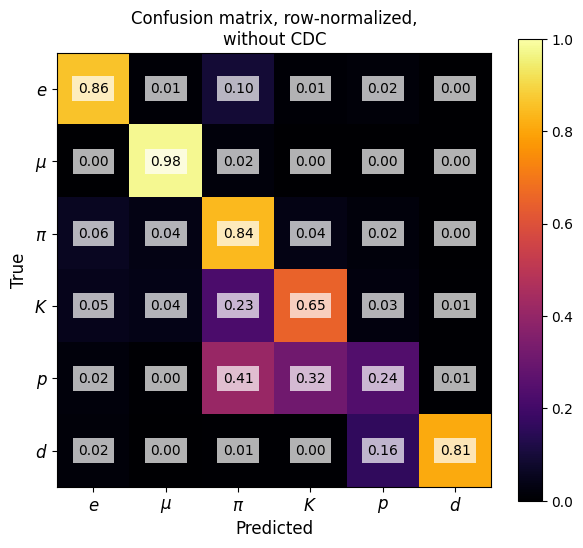 Confusion matrix, row-normalized,
without CDC
1.0
0.8
0.6
0.4
0.2
0.0
True
e 0.86 0.01 0.10 0.01 0.02 0.00
μ 0.00 0.98 0.02 0.00 0.00 0.00
π 0.06 0.04 0.84 0.04 0.02 0.00
K 0.05 0.04 0.23 0.65 0.03 0.01
p 0.02 0.00 0.41 0.32 0.24 0.01
d 0.02 0.00 0.01 0.00 0.16 0.81
e μ π K p d
Predicted